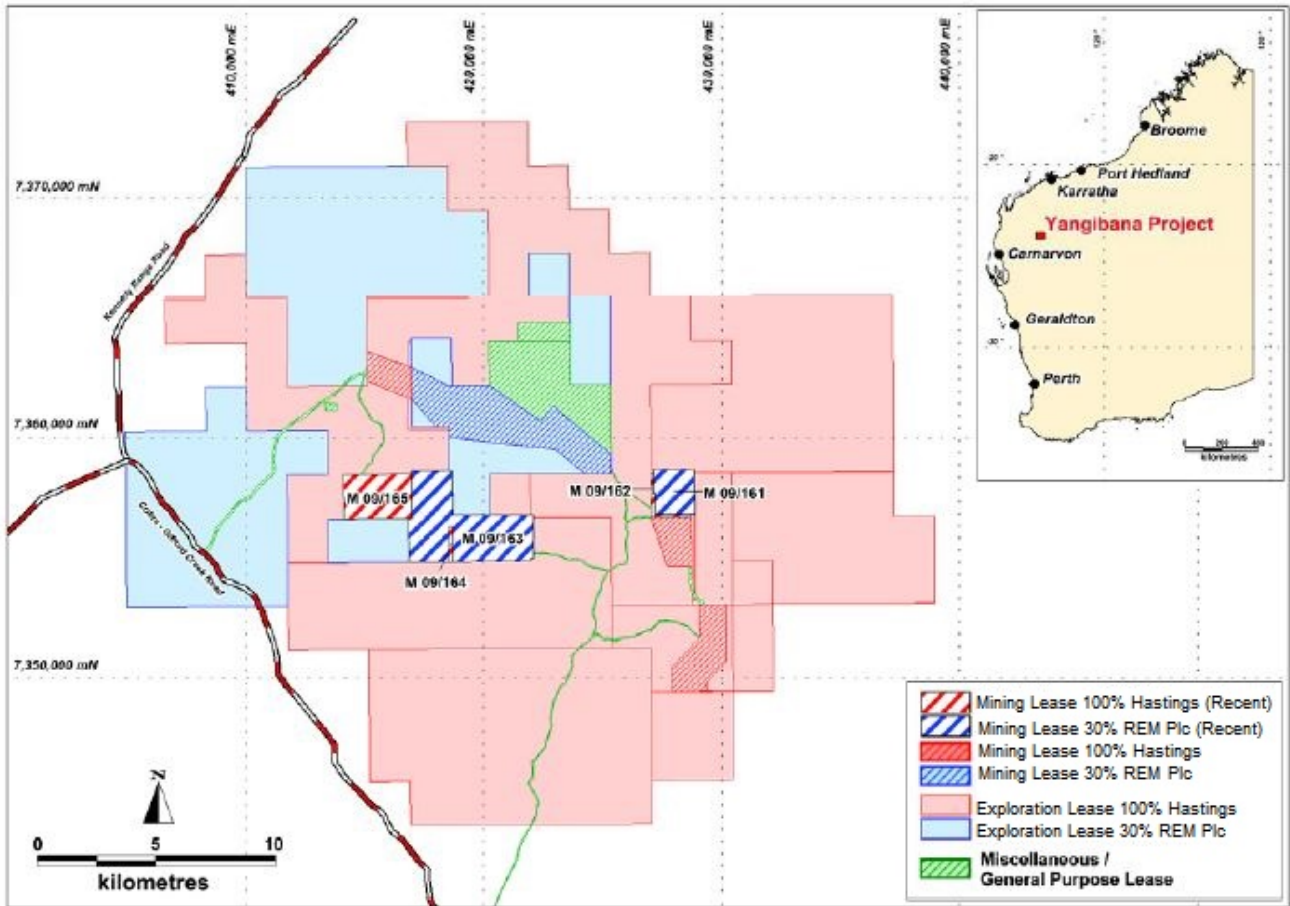 410,000 mE
420,000 mE
430,000 mE
440,000 mE
7,370,000 mN
7,360,000 mN
7,350,000 mN
Kennedy Range Road
Gifford Creek Road
M 09/165
M 09/163
M 09/164
M 09/162
M 09/161
N
0 5 10
kilometres
120°
Broome
Port Hedland
Karratha
Yangibana Project
Carnarvon
Geraldton
Perth
0 200 400
kilometres
Mining Lease 100% Hastings (Recent)
Mining Lease 30% REM Plc (Recent)
Mining Lease 100% Hastings
Mining Lease 30% REM Plc
Exploration Lease 100% Hastings
Exploration Lease 30% REM Plc
Miscellaneous /
General Purpose Lease